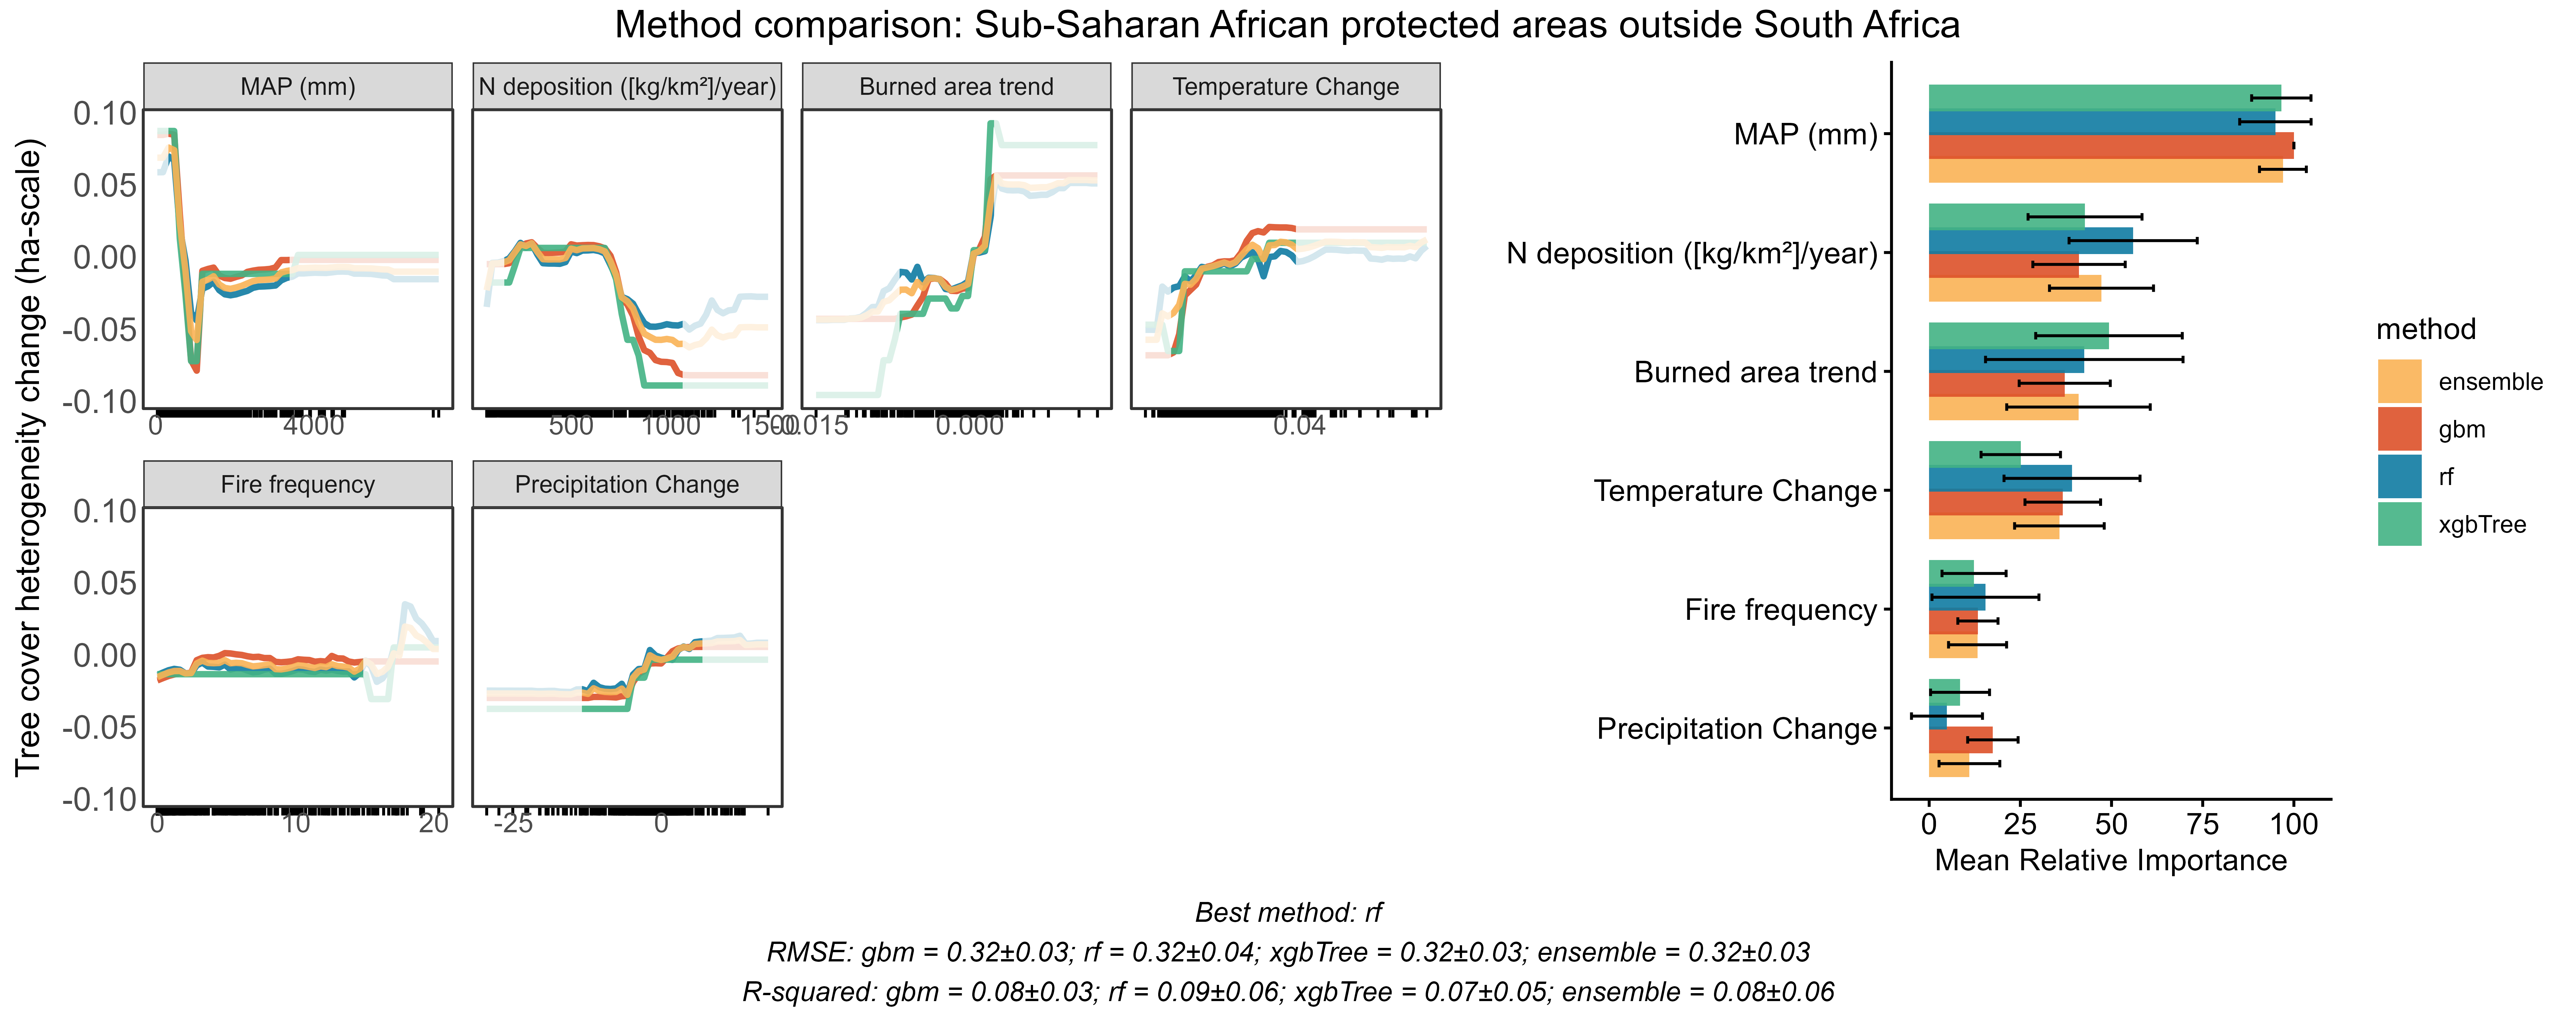 Method comparison: Sub-Saharan African protected areas outside South Africa
Tree cover heterogeneity change (ha-scale)
MAP (mm)
N deposition ([kg/km²]/year)
Burned area trend
Temperature Change
0.10
0.05
0.00
-0.05
-0.10
0 4000
500 1000 1500
-0.015 0.000
0.04
Fire frequency
Precipitation Change
0.10
0.05
0.00
-0.05
-0.10
0 10 20
-25 0
MAP (mm)
N deposition ([kg/km²]/year)
Burned area trend
Temperature Change
Fire frequency
Precipitation Change
0 25 50 75 100
Mean Relative Importance
method
ensemble
gbm
rf
xgbTree
Best method: rf
RMSE: gbm = 0.32±0.03; rf = 0.32±0.04; xgbTree = 0.32±0.03; ensemble = 0.32±0.03
R-squared: gbm = 0.08±0.03; rf = 0.09±0.06; xgbTree = 0.07±0.05; ensemble = 0.08±0.06